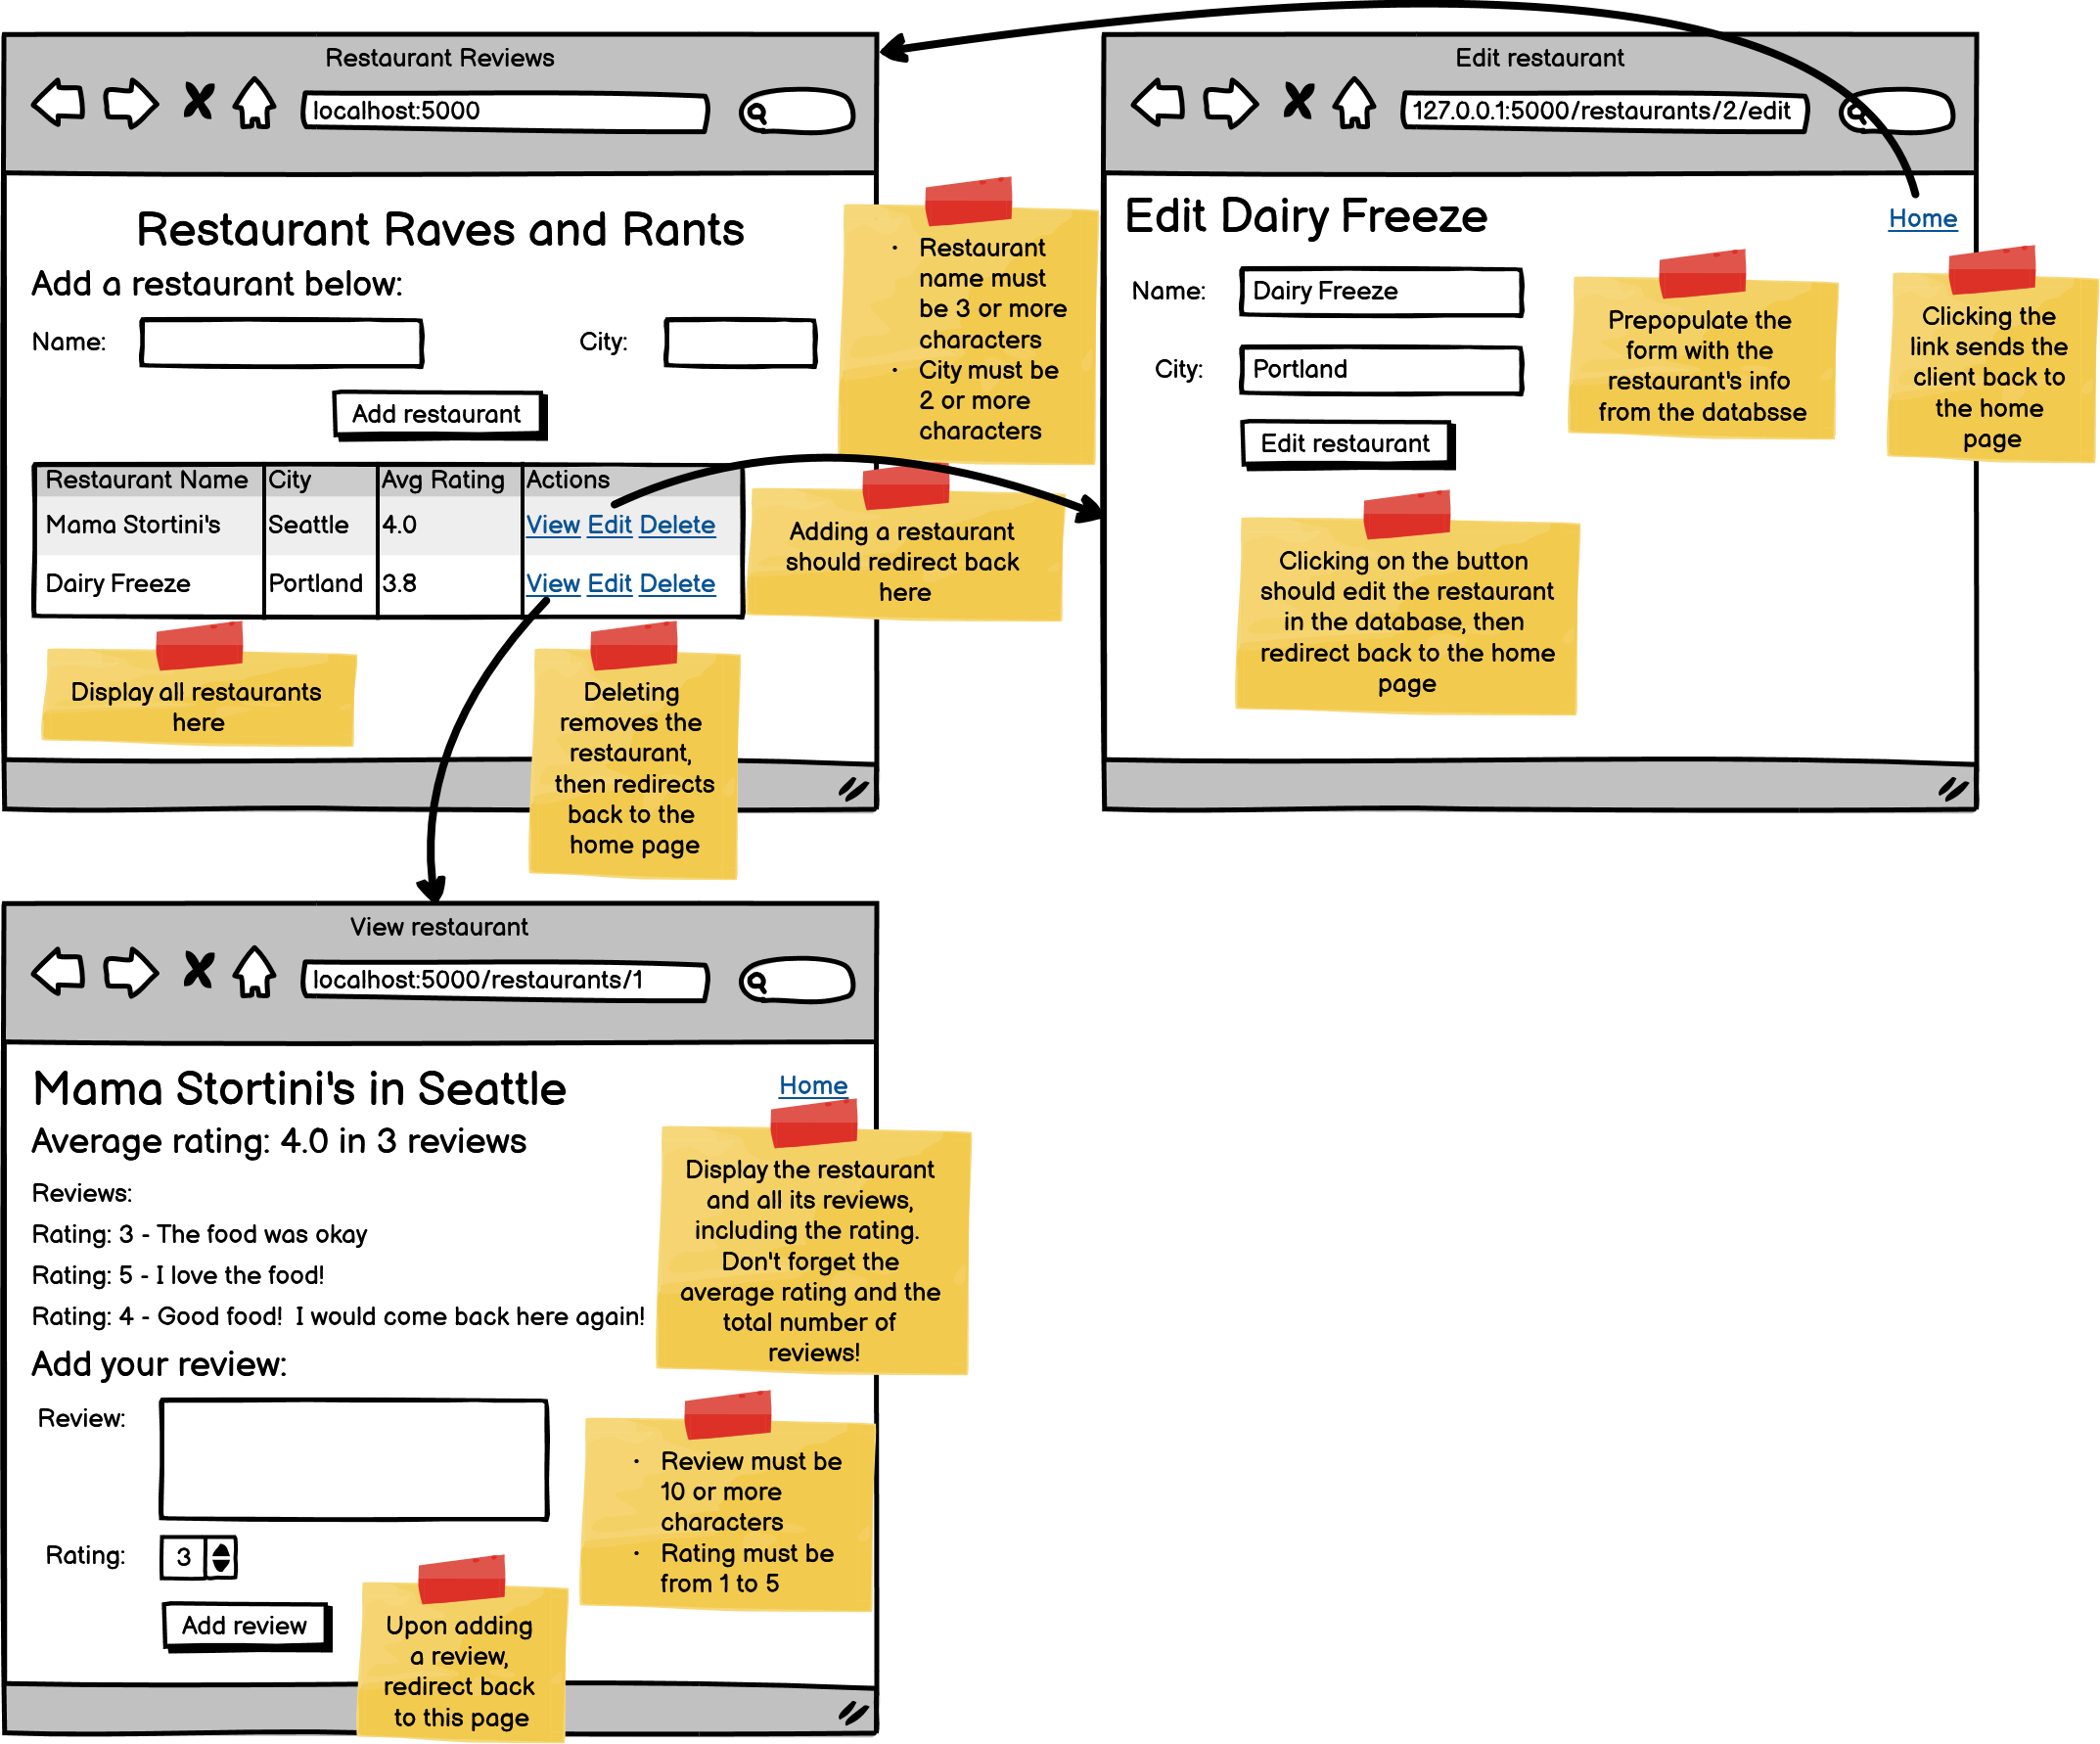 Restaurant Reviews
localhost:5000
Restaurant Raves and Rants
Add a restaurant below:
Name:
City:
Add restaurant
Restaurant Name City Avg Rating Actions
Mama Stortini's Seattle 4.0 View Edit Delete
Dairy Freeze Portland 3.8 View Edit Delete
• Restaurant
name must
be 3 or more
characters
• City must be
2 or more
characters
Adding a restaurant
should redirect back
here
Display all restaurants
here
Deleting
removes the
restaurant,
then redirects
back to the
home page
Edit restaurant
127.0.0.1:5000/restaurants/2/edit
Edit Dairy Freeze
Home
Name: Dairy Freeze
City: Portland
Edit restaurant
Prepopulate the
form with the
restaurant's info
from the databsse
Clicking the
link sends the
client back to
the home
page
Clicking on the button
should edit the restaurant
in the database, then
redirect back to the home
page
View restaurant
localhost:5000/restaurants/1
Mama Stortini's in Seattle
Home
Average rating: 4.0 in 3 reviews
Reviews:
Rating: 3 - The food was okay
Rating: 5 - I love the food!
Rating: 4 - Good food!  I would come back here again!
Add your review:
Review:
Rating: 3
Add review
Display the restaurant
and all its reviews,
including the rating.
Don't forget the
average rating and the
total number of
reviews!
• Review must be
10 or more
characters
• Rating must be
from 1 to 5
Upon adding
a review,
redirect back
to this page